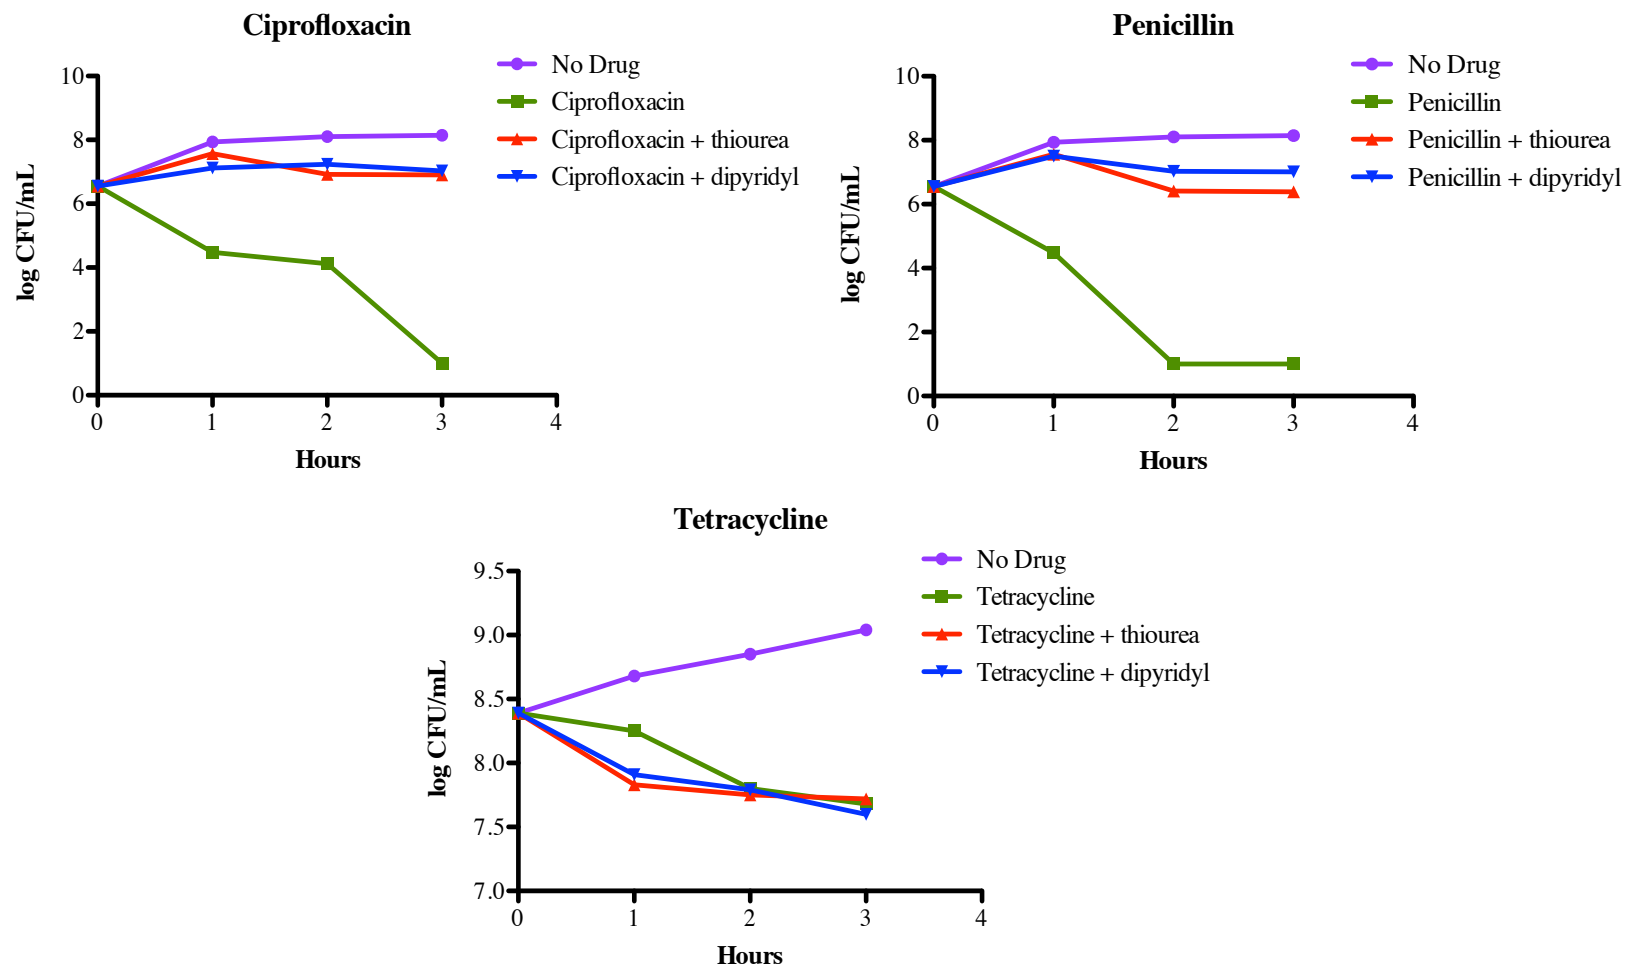 Ciprofloxacin
No Drug
Ciprofloxacin
Ciprofloxacin + thiourea
Ciprofloxacin + dipyridyl
log CFU/mL
10
8
6
4
2
0
0 1 2 3 4
Hours
Penicillin
No Drug
Penicillin
Penicillin + thiourea
Penicillin + dipyridyl
log CFU/mL
10
8
6
4
2
0
0 1 2 3 4
Hours
Tetracycline
No Drug
Tetracycline
Tetracycline + thiourea
Tetracycline + dipyridyl
log CFU/mL
9.5
9.0
8.5
8.0
7.5
7.0
0 1 2 3 4
Hours